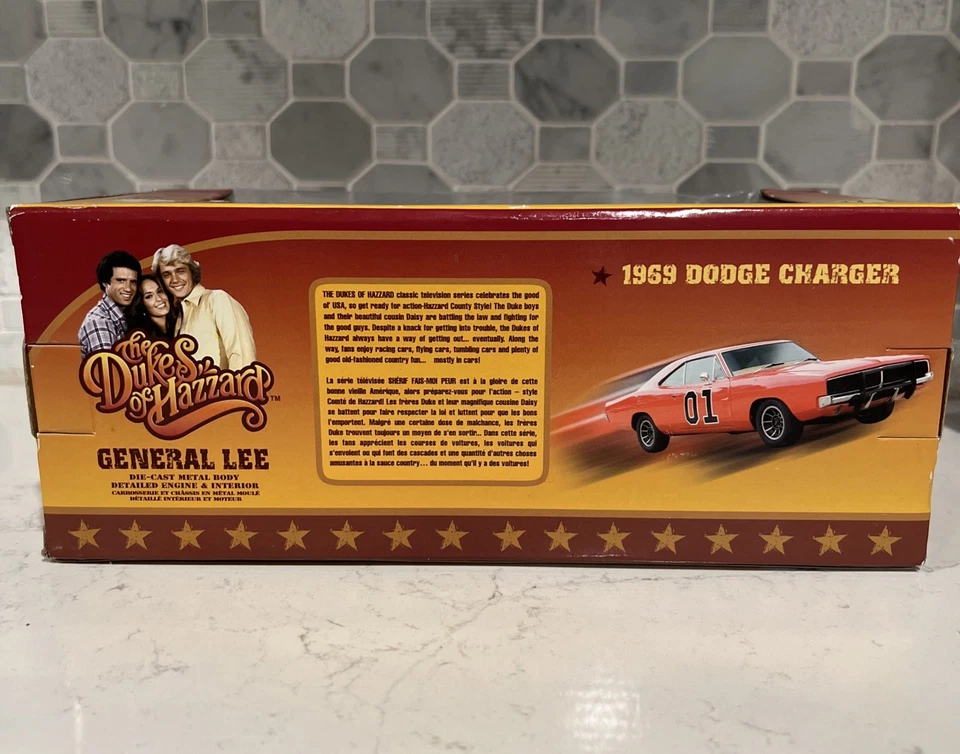 The
Dukes
of Hazzard™
GENERAL LEE
DIE-CAST METAL BODY
DETAILED ENGINE & INTERIOR
CARROSSERIE ET CHÂSSIS EN MÉTAL MOULÉ
DÉTAILLÉ INTÉRIEUR ET MOTEUR
THE DUKES OF HAZZARD classic television series celebrates the good
ol' USA, so get ready for action-Hazzard County Style! The Duke boys
and their beautiful cousin Daisy are battling the law and fighting for
the good guys. Despite a knack for getting into trouble, the Dukes of
Hazzard always have a way of getting out... eventually. Along the
way, fans enjoy racing cars, flying cars, tumbling cars and plenty of
good old-fashioned country fun... mostly in cars!
La série télévisée SHÉRIF FAIS-MOI PEUR est à la gloire de cette
bonne vieille Amérique, alors préparez-vous pour l'action – style
Comté de Hazzard! Les frères Duke et leur magnifique cousine Daisy
se battent pour faire respecter la loi et luttent pour que les bons
l'emportent. Malgré une certaine dose de malchance, les frères
Duke trouvent toujours un moyen de s'en sortir... Dans cette série,
les fans apprécient les courses de voitures, les voitures qui
s'envolent ou qui font des cascades et une quantité d'autres choses
amusantes à la sauce country... du moment qu'il y a des voitures!
1969 DODGE CHARGER
01